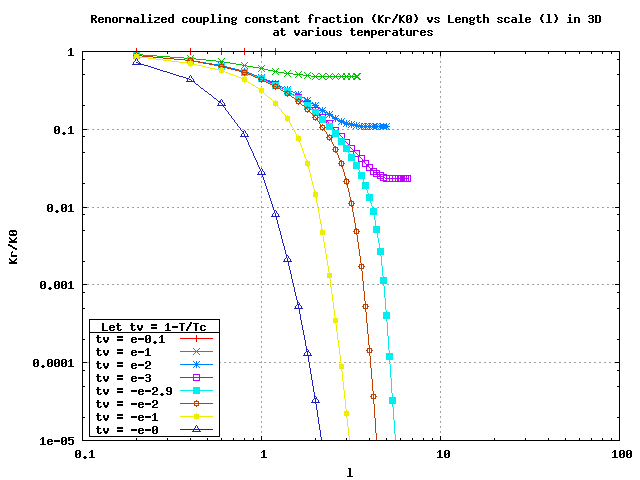 Renormalized coupling constant fraction (Kr/K0) vs Length scale (l) in 3D
at various temperatures
1
0.1
0.01
0.001
0.0001
1e-05
Kr/K0
Let tv = 1-T/Tc
tv = e-0.1
tv = e-1
tv = e-2
tv = e-3
tv = -e-2.9
tv = -e-2
tv = -e-1
tv = -e-0
0.1 1 10 100
l